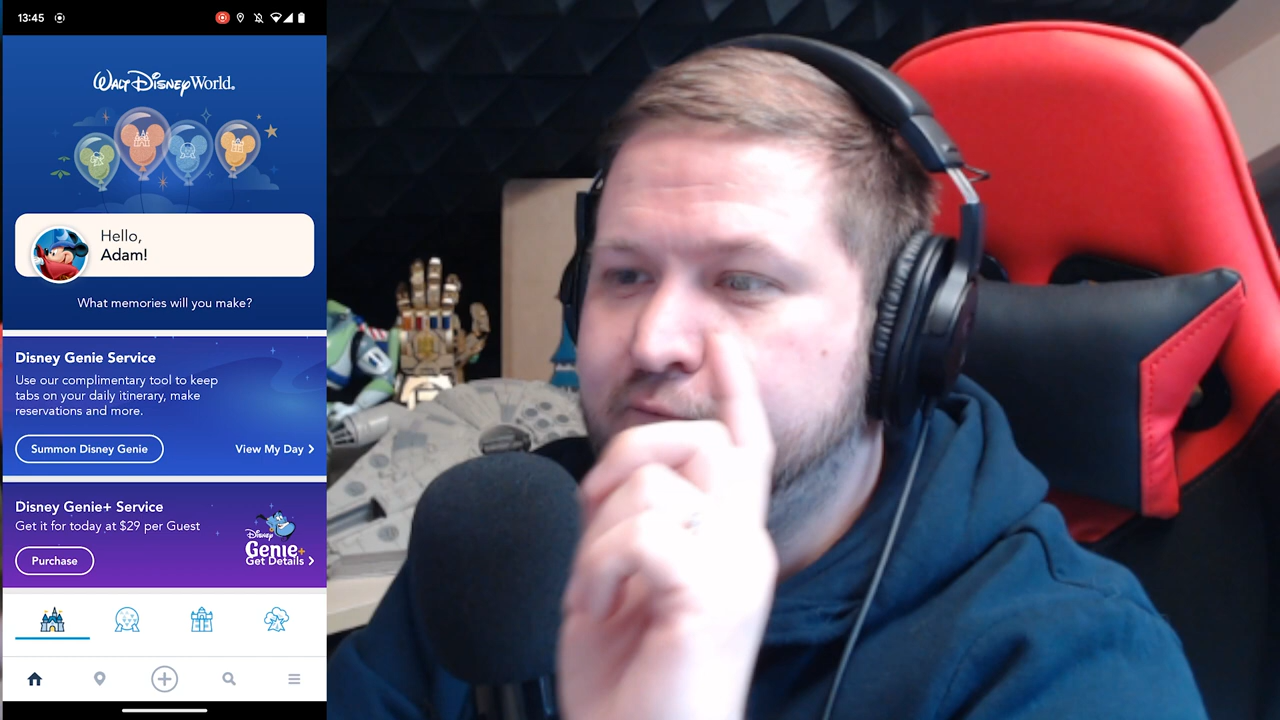 13:45
WALT DISNEY World.
Hello,
Adam!
What memories will you make?
Disney Genie Service
Use our complimentary tool to keep
tabs on your daily itinerary, make
reservations and more.
Summon Disney Genie
View My Day
Disney Genie+ Service
Get it for today at $29 per Guest
Disney
Genie+
Purchase
Get Details